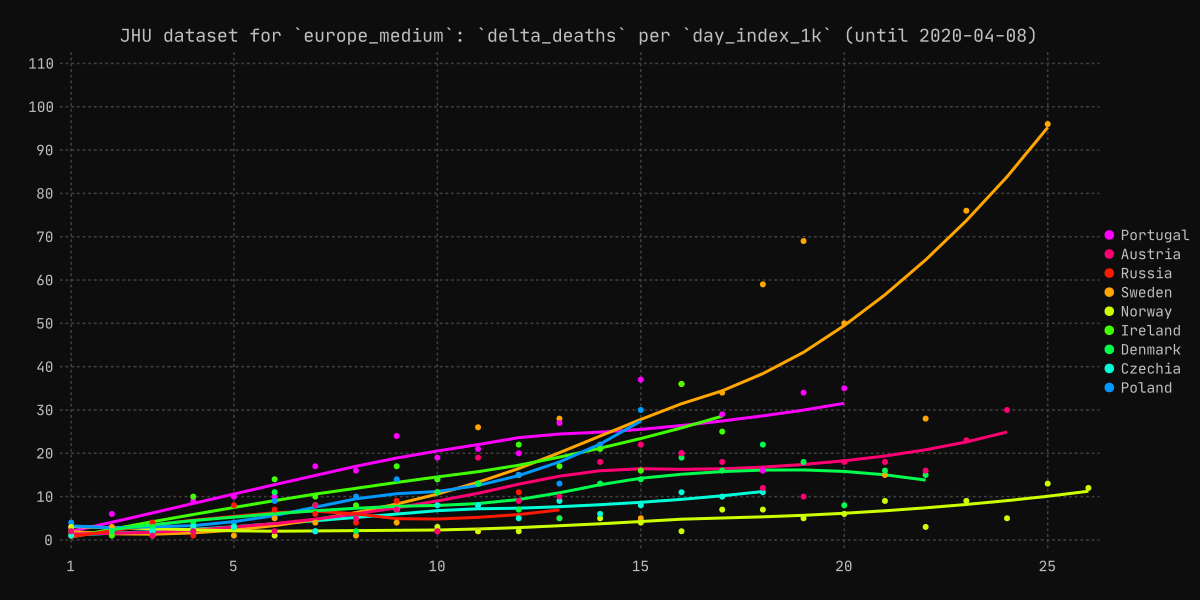 JHU dataset for `europe_medium`: `delta_deaths` per `day_index_1k` (until 2020-04-08)
110
100
90
80
70
60
50
40
30
20
10
0
1 5 10 15 20 25
Portugal
Austria
Russia
Sweden
Norway
Ireland
Denmark
Czechia
Poland